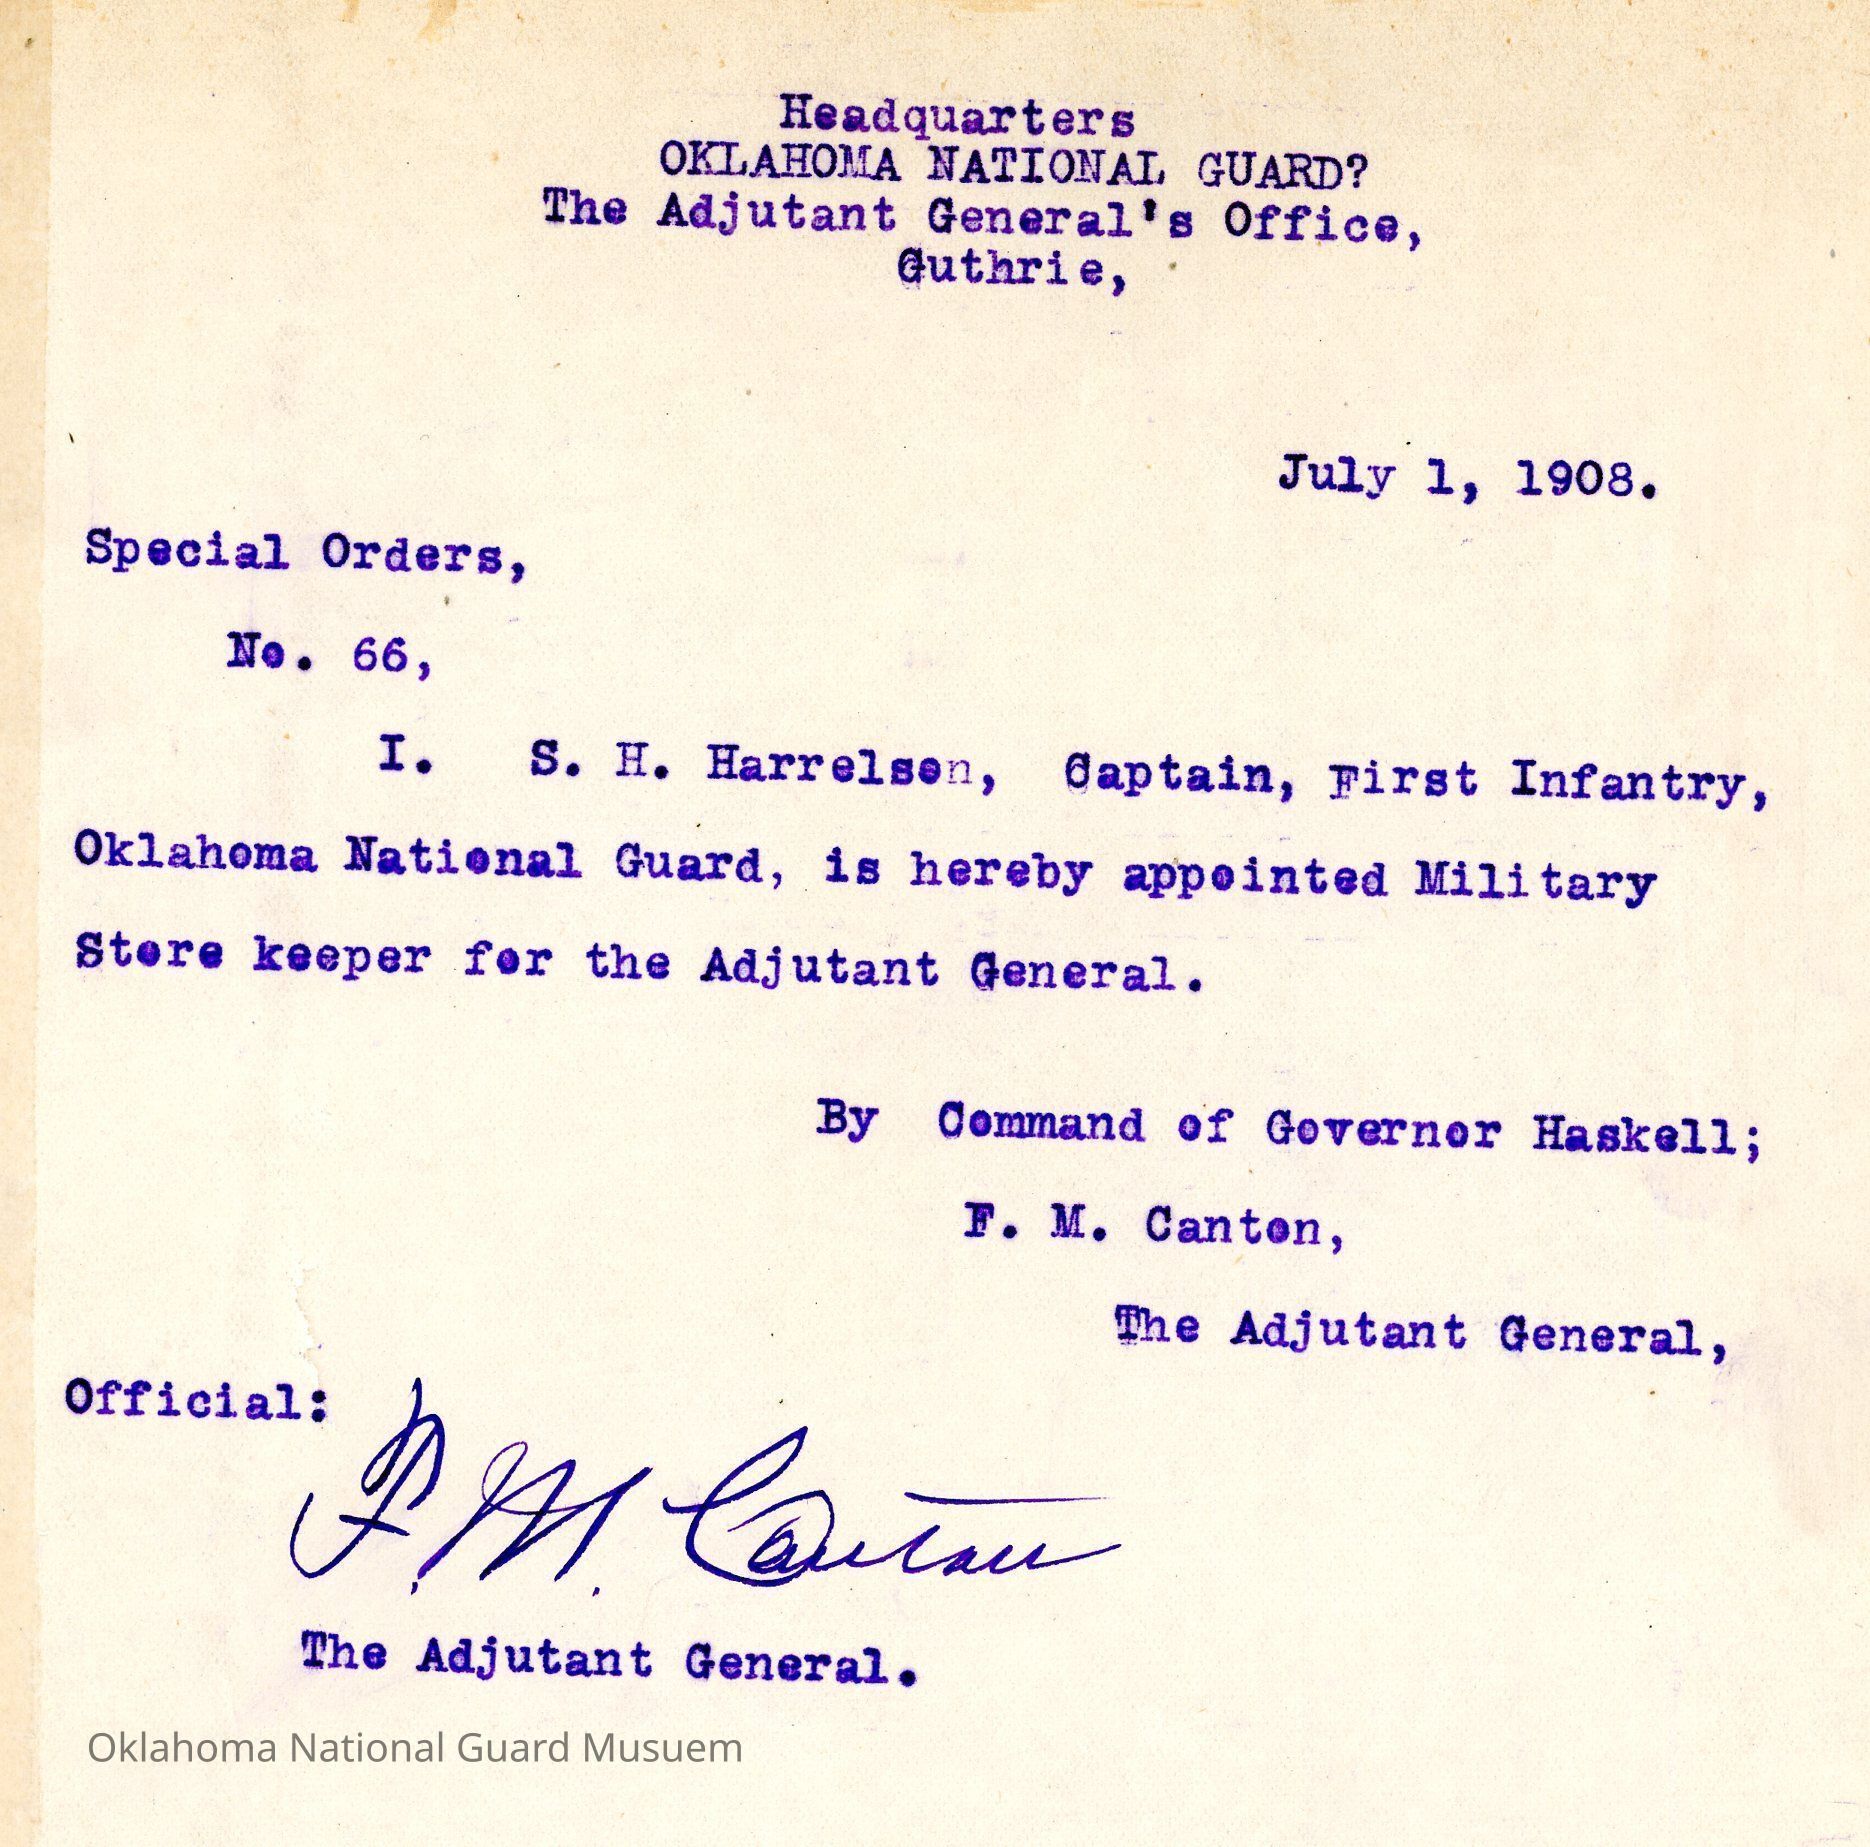 Headquarters
OKLAHOMA NATIONAL GUARD?
The Adjutant General's Office,
Guthrie,
July 1, 1908.
Special Orders,
No. 66,
I. S. H. Harrelson, Captain, First Infantry,
Oklahoma National Guard, is hereby appointed Military
Store keeper for the Adjutant General.
By Command of Governor Haskell;
F. M. Canton,
The Adjutant General,
Official:
F. M. Canton
The Adjutant General.
Oklahoma National Guard Musuem